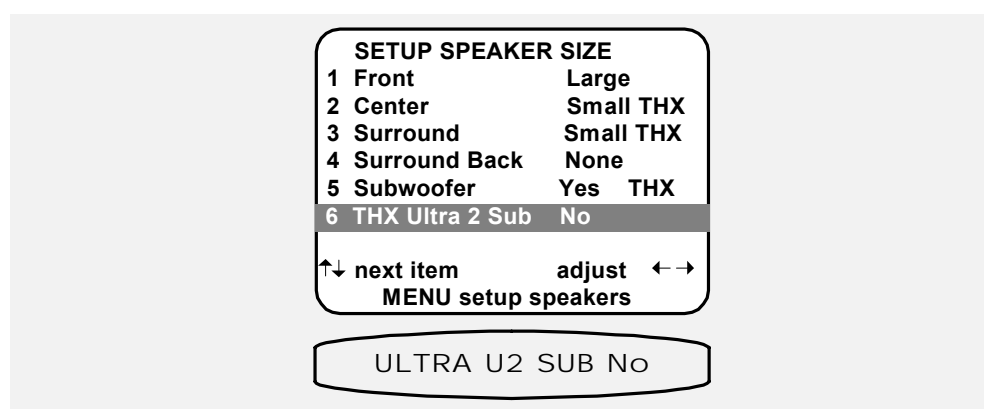 SETUP SPEAKER SIZE
1 Front Large
2 Center Small THX
3 Surround Small THX
4 Surround Back None
5 Subwoofer Yes THX
6 THX Ultra 2 Sub No
↑↓ next item adjust ←→
MENU setup speakers
ULTRA U2 SUB No